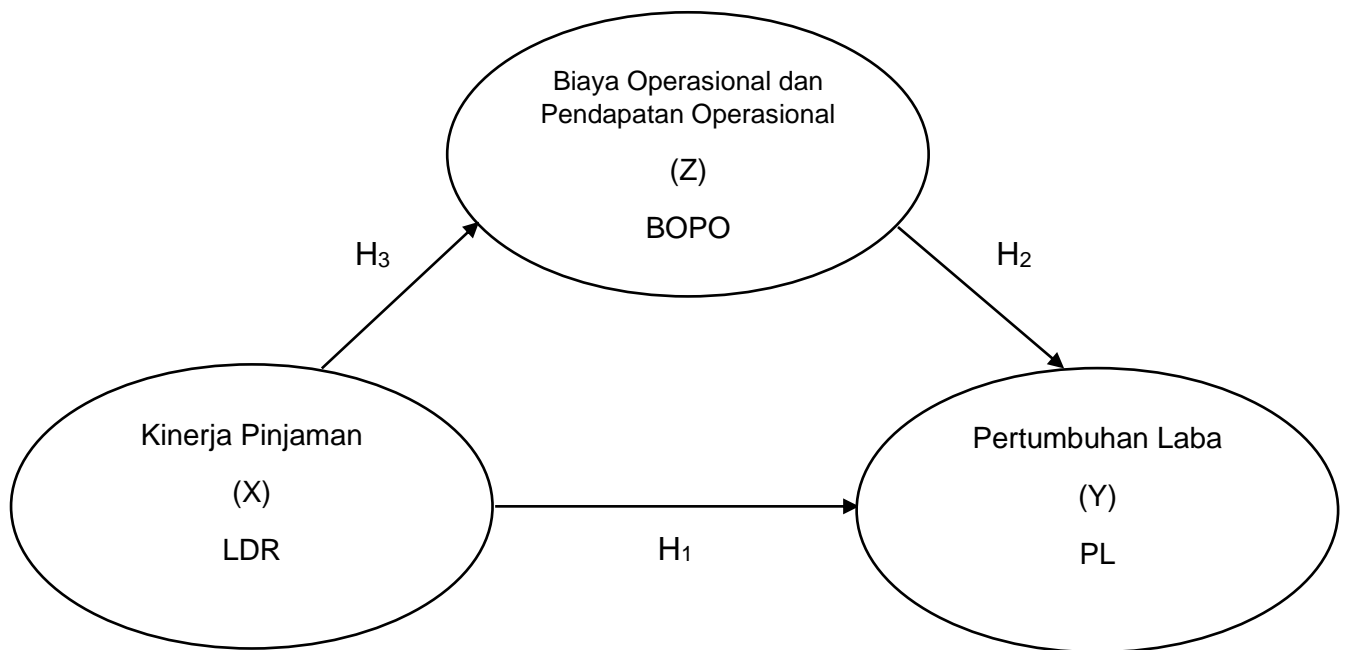 Biaya Operasional dan
Pendapatan Operasional
(Z)
BOPO
H₃
H₂
Kinerja Pinjaman
(X)
LDR
H₁
Pertumbuhan Laba
(Y)
PL